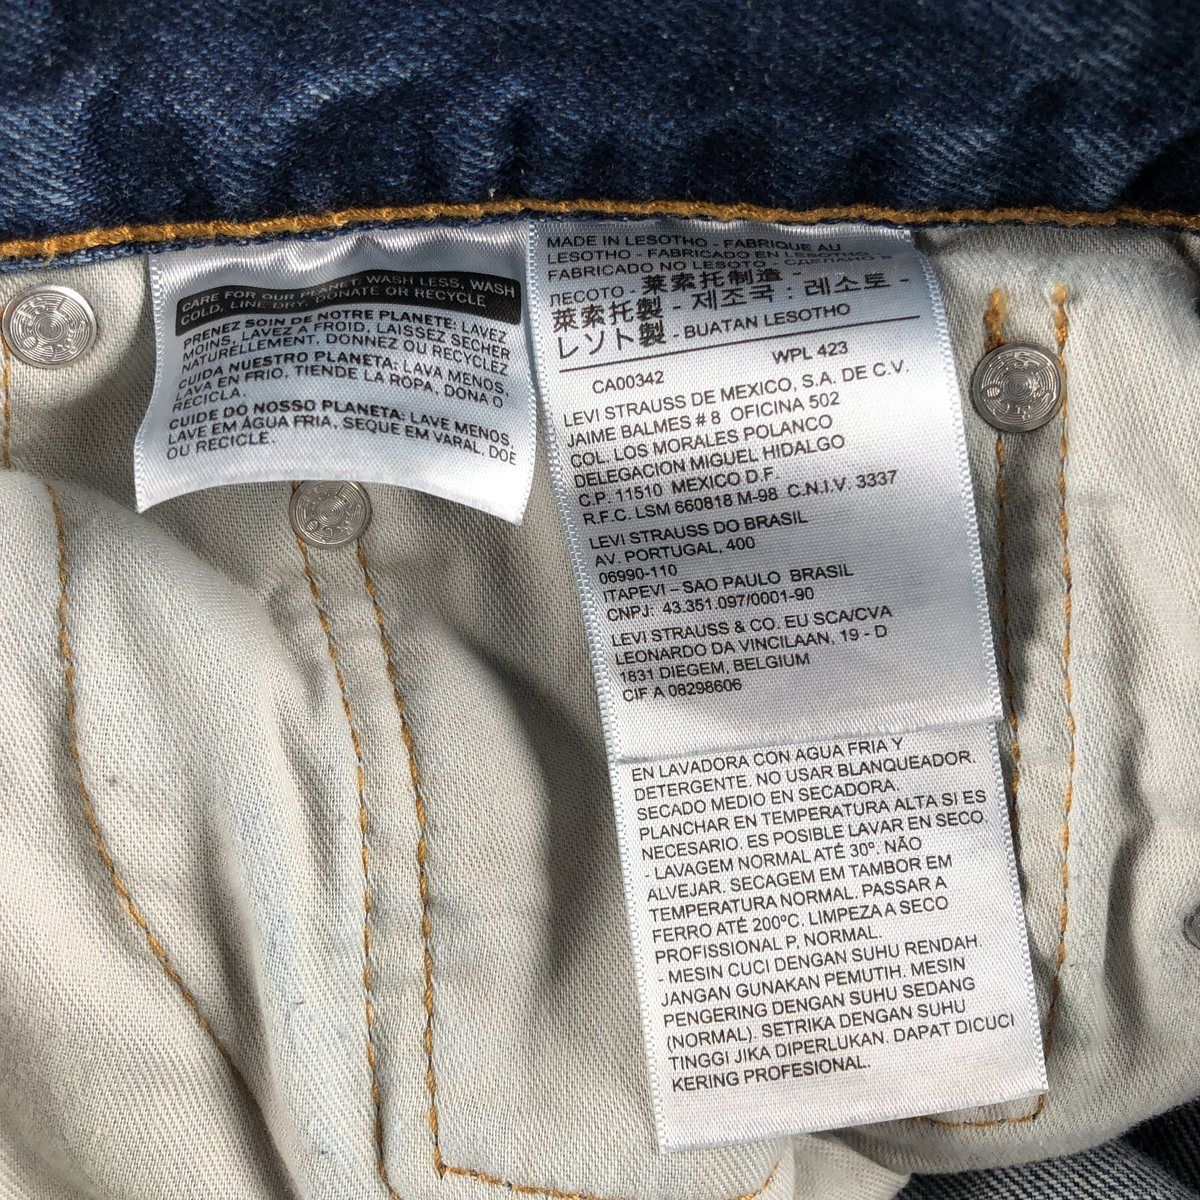 CARE FOR OUR PLANET: WASH LESS, WASH
COLD, LINE DRY, DONATE OR RECYCLE
PRENEZ SOIN DE NOTRE PLANETE: LAVEZ
MOINS, LAVEZ A FROID, LAISSEZ SECHER
NATURELLEMENT, DONNEZ OU RECYCLEZ
CUIDA NUESTRO PLANETA: LAVA MENOS,
LAVA EN FRIO, TIENDE LA ROPA, DONA O
RECICLA.
CUIDE DO NOSSO PLANETA: LAVE MENOS,
LAVE EM ÁGUA FRIA, SEQUE EM VARAL, DOE
OU RECICLE.
MADE IN LESOTHO - FABRIQUE AU
LESOTHO - FABRICADO EN LESOTHO -
FABRICADO NO LESOTO -
ЛЕСОТО - 萊索托制造 -
萊索托製 - 제조국 : 레소토 -
レソト製 - BUATAN LESOTHO
CA00342 WPL 423
LEVI STRAUSS DE MEXICO, S.A. DE C.V.
JAIME BALMES # 8 OFICINA 502
COL. LOS MORALES POLANCO
DELEGACION MIGUEL HIDALGO
C.P. 11510 MEXICO D.F.
R.F.C. LSM 660818 M-98 C.N.I.V. 3337
LEVI STRAUSS DO BRASIL
AV. PORTUGAL, 400
06990-110
ITAPEVI – SAO PAULO BRASIL
CNPJ: 43.351.097/0001-90
LEVI STRAUSS & CO. EU SCA/CVA
LEONARDO DA VINCILAAN, 19 - D
1831 DIEGEM, BELGIUM
CIF A 08298606
EN LAVADORA CON AGUA FRIA Y
DETERGENTE. NO USAR BLANQUEADOR.
SECADO MEDIO EN SECADORA.
PLANCHAR EN TEMPERATURA ALTA SI ES
NECESARIO. ES POSIBLE LAVAR EN SECO.
- LAVAGEM NORMAL ATÉ 30º. NÃO
ALVEJAR. SECAGEM EM TAMBOR EM
TEMPERATURA NORMAL. PASSAR A
FERRO ATÉ 200ºC. LIMPEZA A SECO
PROFISSIONAL P, NORMAL.
- MESIN CUCI DENGAN SUHU RENDAH.
JANGAN GUNAKAN PEMUTIH. MESIN
PENGERING DENGAN SUHU SEDANG
(NORMAL). SETRIKA DENGAN SUHU
TINGGI JIKA DIPERLUKAN. DAPAT DICUCI
KERING PROFESIONAL.